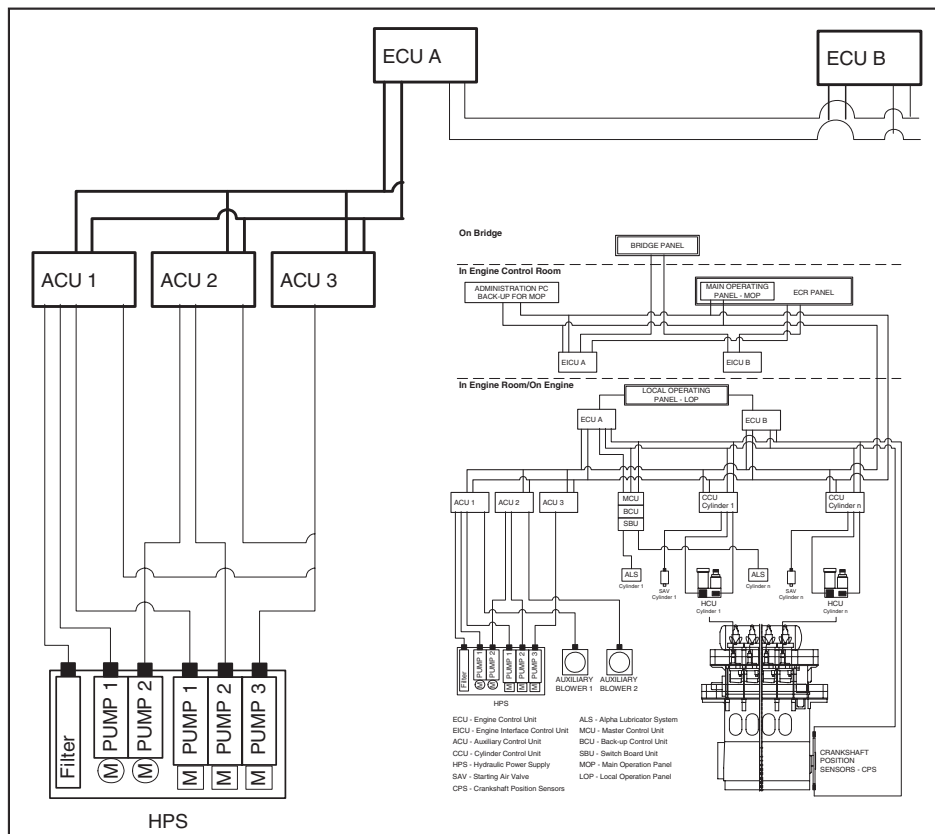 ECU A
ECU B
ACU 1
ACU 2
ACU 3
Filter
M PUMP 1
M PUMP 2
M PUMP 1
M PUMP 2
M PUMP 3
HPS
On Bridge
BRIDGE PANEL
In Engine Control Room
ADMINISTRATION PC
BACK-UP FOR MOP
MAIN OPERATING
PANEL - MOP
ECR PANEL
EICU A
EICU B
In Engine Room/On Engine
LOCAL OPERATING
PANEL - LOP
ECU A
ECU B
ACU 1
ACU 2
ACU 3
MCU
BCU
SBU
CCU
Cylinder 1
CCU
Cylinder n
ALS
Cylinder 1
SAV
Cylinder 1
HCU
Cylinder 1
ALS
Cylinder n
SAV
Cylinder n
HCU
Cylinder n
Filter
M PUMP 1
M PUMP 2
M PUMP 1
M PUMP 2
M PUMP 3
HPS
AUXILIARY
BLOWER 1
AUXILIARY
BLOWER 2
ECU - Engine Control Unit
EICU - Engine Interface Control Unit
ACU - Auxiliary Control Unit
CCU - Cylinder Control Unit
HPS - Hydraulic Power Supply
SAV - Starting Air Valve
CPS - Crankshaft Position Sensors
ALS - Alpha Lubricator System
MCU - Master Control Unit
BCU - Back-up Control Unit
SBU - Switch Board Unit
MOP - Main Operation Panel
LOP - Local Operation Panel
CRANKSHAFT
POSITION
SENSORS - CPS